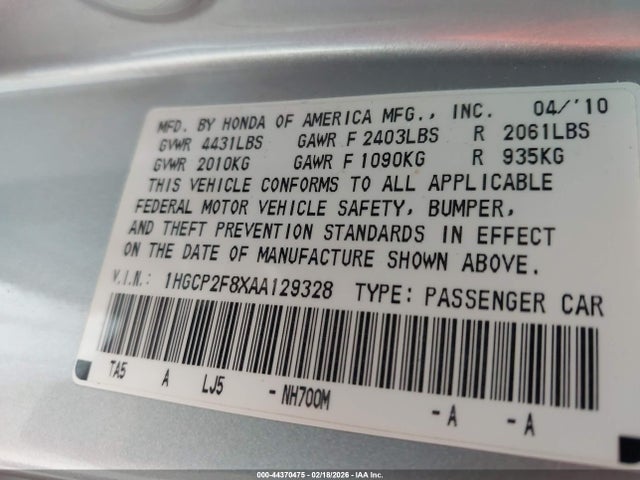 MFD. BY HONDA OF AMERICA MFG., INC. 04/'10
GVWR 4431LBS GAWR F 2403LBS R 2061LBS
GVWR 2010KG GAWR F 1090KG R 935KG
THIS VEHICLE CONFORMS TO ALL APPLICABLE
FEDERAL MOTOR VEHICLE SAFETY, BUMPER,
AND THEFT PREVENTION STANDARDS IN EFFECT
ON THE DATE OF MANUFACTURE SHOWN ABOVE.
V.I.N.: 1HGCP2F8XAA129328 TYPE: PASSENGER CAR
TA5 A LJ5 - NH700M - A - A
000-44370475 - 02/18/2026 - IAA Inc.